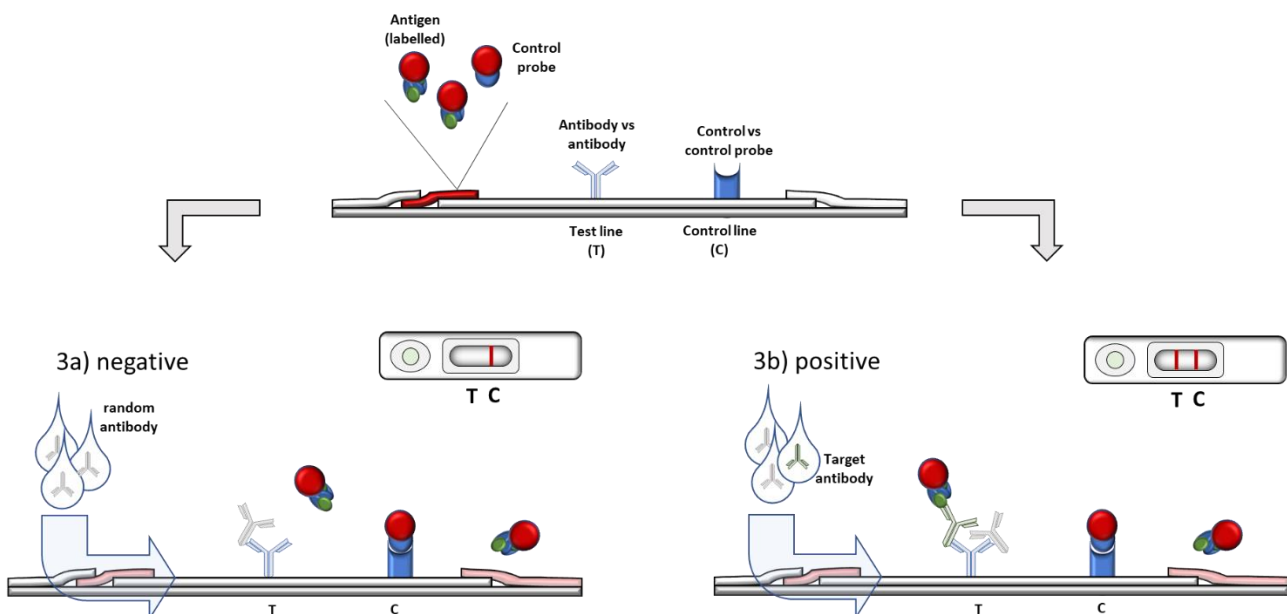 Antigen
(labelled)
Control
probe
Antibody vs
antibody
Control vs
control probe
Test line
(T)
Control line
(C)
3a) negative
T C
random
antibody
T
C
3b) positive
T C
Target
antibody
T
C